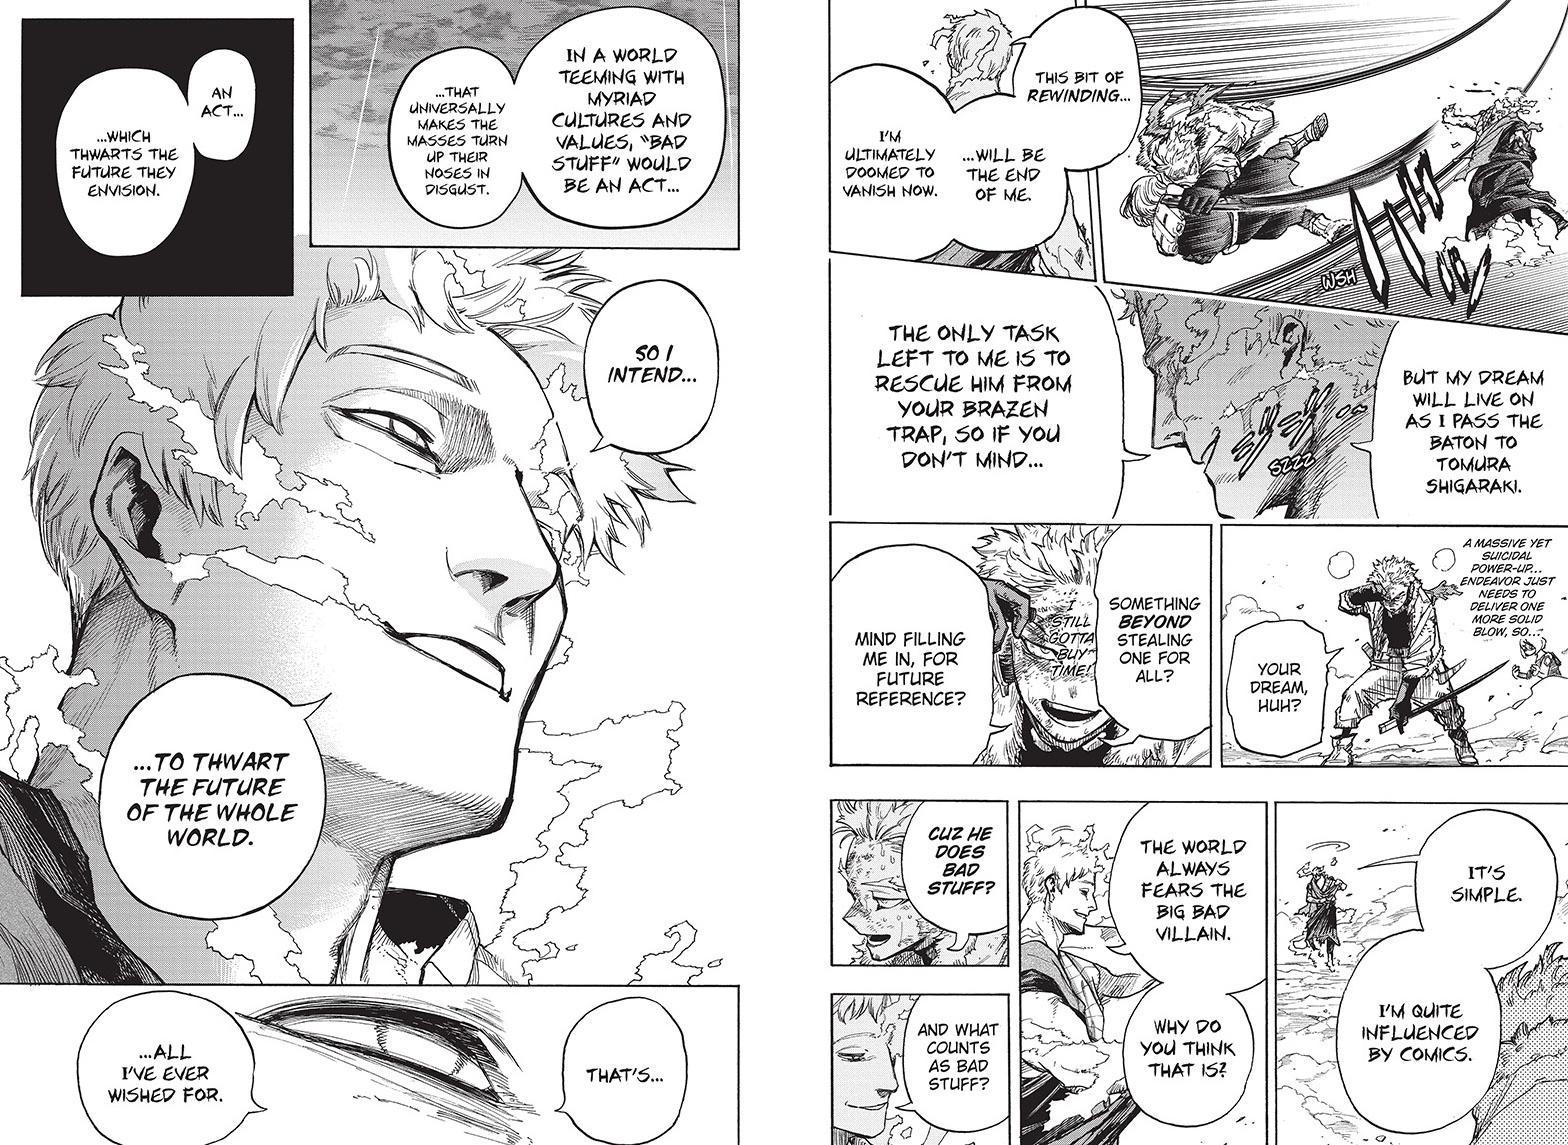 WSH
THIS BIT OF
REWINDING...
...WILL BE
THE END
OF ME.
I'M
ULTIMATELY
DOOMED TO
VANISH NOW.
BUT MY DREAM
WILL LIVE ON
AS I PASS THE
BATON TO
TOMURA
SHIGARAKI.
SZZZ
THE ONLY TASK
LEFT TO ME IS TO
RESCUE HIM FROM
YOUR BRAZEN
TRAP, SO IF YOU
DON'T MIND...
A MASSIVE YET
SUICIDAL
POWER-UP...
ENDEAVOR JUST
NEEDS TO
DELIVER ONE
MORE SOLID
BLOW, SO...
YOUR
DREAM,
HUH?
SOMETHING
BEYOND
STEALING
ONE FOR
ALL?
I
STILL
GOTTA
BUY
TIME!
MIND FILLING
ME IN, FOR
FUTURE
REFERENCE?
IT'S
SIMPLE.
I'M QUITE
INFLUENCED
BY COMICS.
THE WORLD
ALWAYS
FEARS THE
BIG BAD
VILLAIN.
WHY DO
YOU THINK
THAT IS?
CUZ HE
DOES
BAD
STUFF?
AND WHAT
COUNTS
AS BAD
STUFF?
IN A WORLD
TEEMING WITH
MYRIAD
CULTURES AND
VALUES, "BAD
STUFF" WOULD
BE AN ACT...
...THAT
UNIVERSALLY
MAKES THE
MASSES TURN
UP THEIR
NOSES IN
DISGUST.
AN
ACT...
...WHICH
THWARTS THE
FUTURE THEY
ENVISION.
SO I
INTEND...
...TO THWART
THE FUTURE
OF THE WHOLE
WORLD.
THAT'S...
...ALL
I'VE EVER
WISHED FOR.